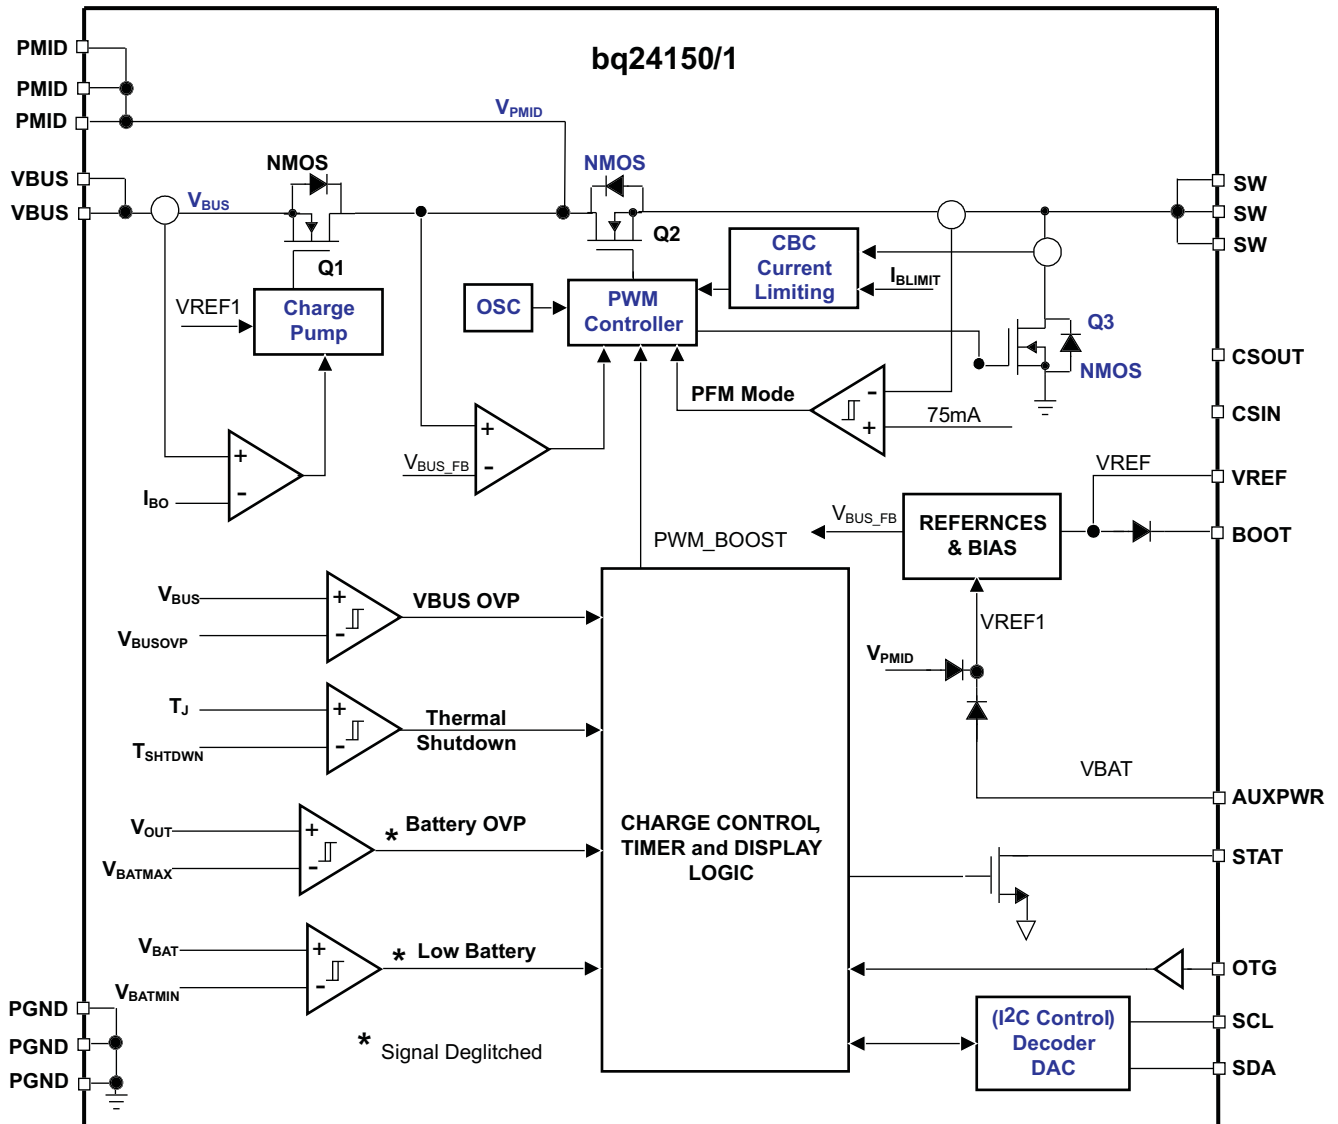 bq24150/1
PMID
PMID
PMID
VPMID
VBUS
VBUS
VBUS
NMOS
NMOS
Q1
Q2
SW
SW
SW
CBC
Current
Limiting
IBLIMIT
VREF1
Charge
Pump
OSC
PWM
Controller
Q3
NMOS
CSOUT
CSIN
PFM Mode
-
+
75mA
+
-
IBO
+
-
VBUS_FB
VREF
VREF
BOOT
VBUS_FB
REFERNCES
& BIAS
PWM_BOOST
VREF1
VPMID
VBAT
AUXPWR
VBUS
VBUSOVP
+
-
VBUS OVP
TJ
TSHTDWN
+
-
Thermal
Shutdown
VOUT
VBATMAX
+
-
* Battery OVP
VBAT
VBATMIN
+
-
* Low Battery
CHARGE CONTROL,
TIMER and DISPLAY
LOGIC
STAT
OTG
(I2C Control)
Decoder
DAC
SCL
SDA
PGND
PGND
PGND
* Signal Deglitched